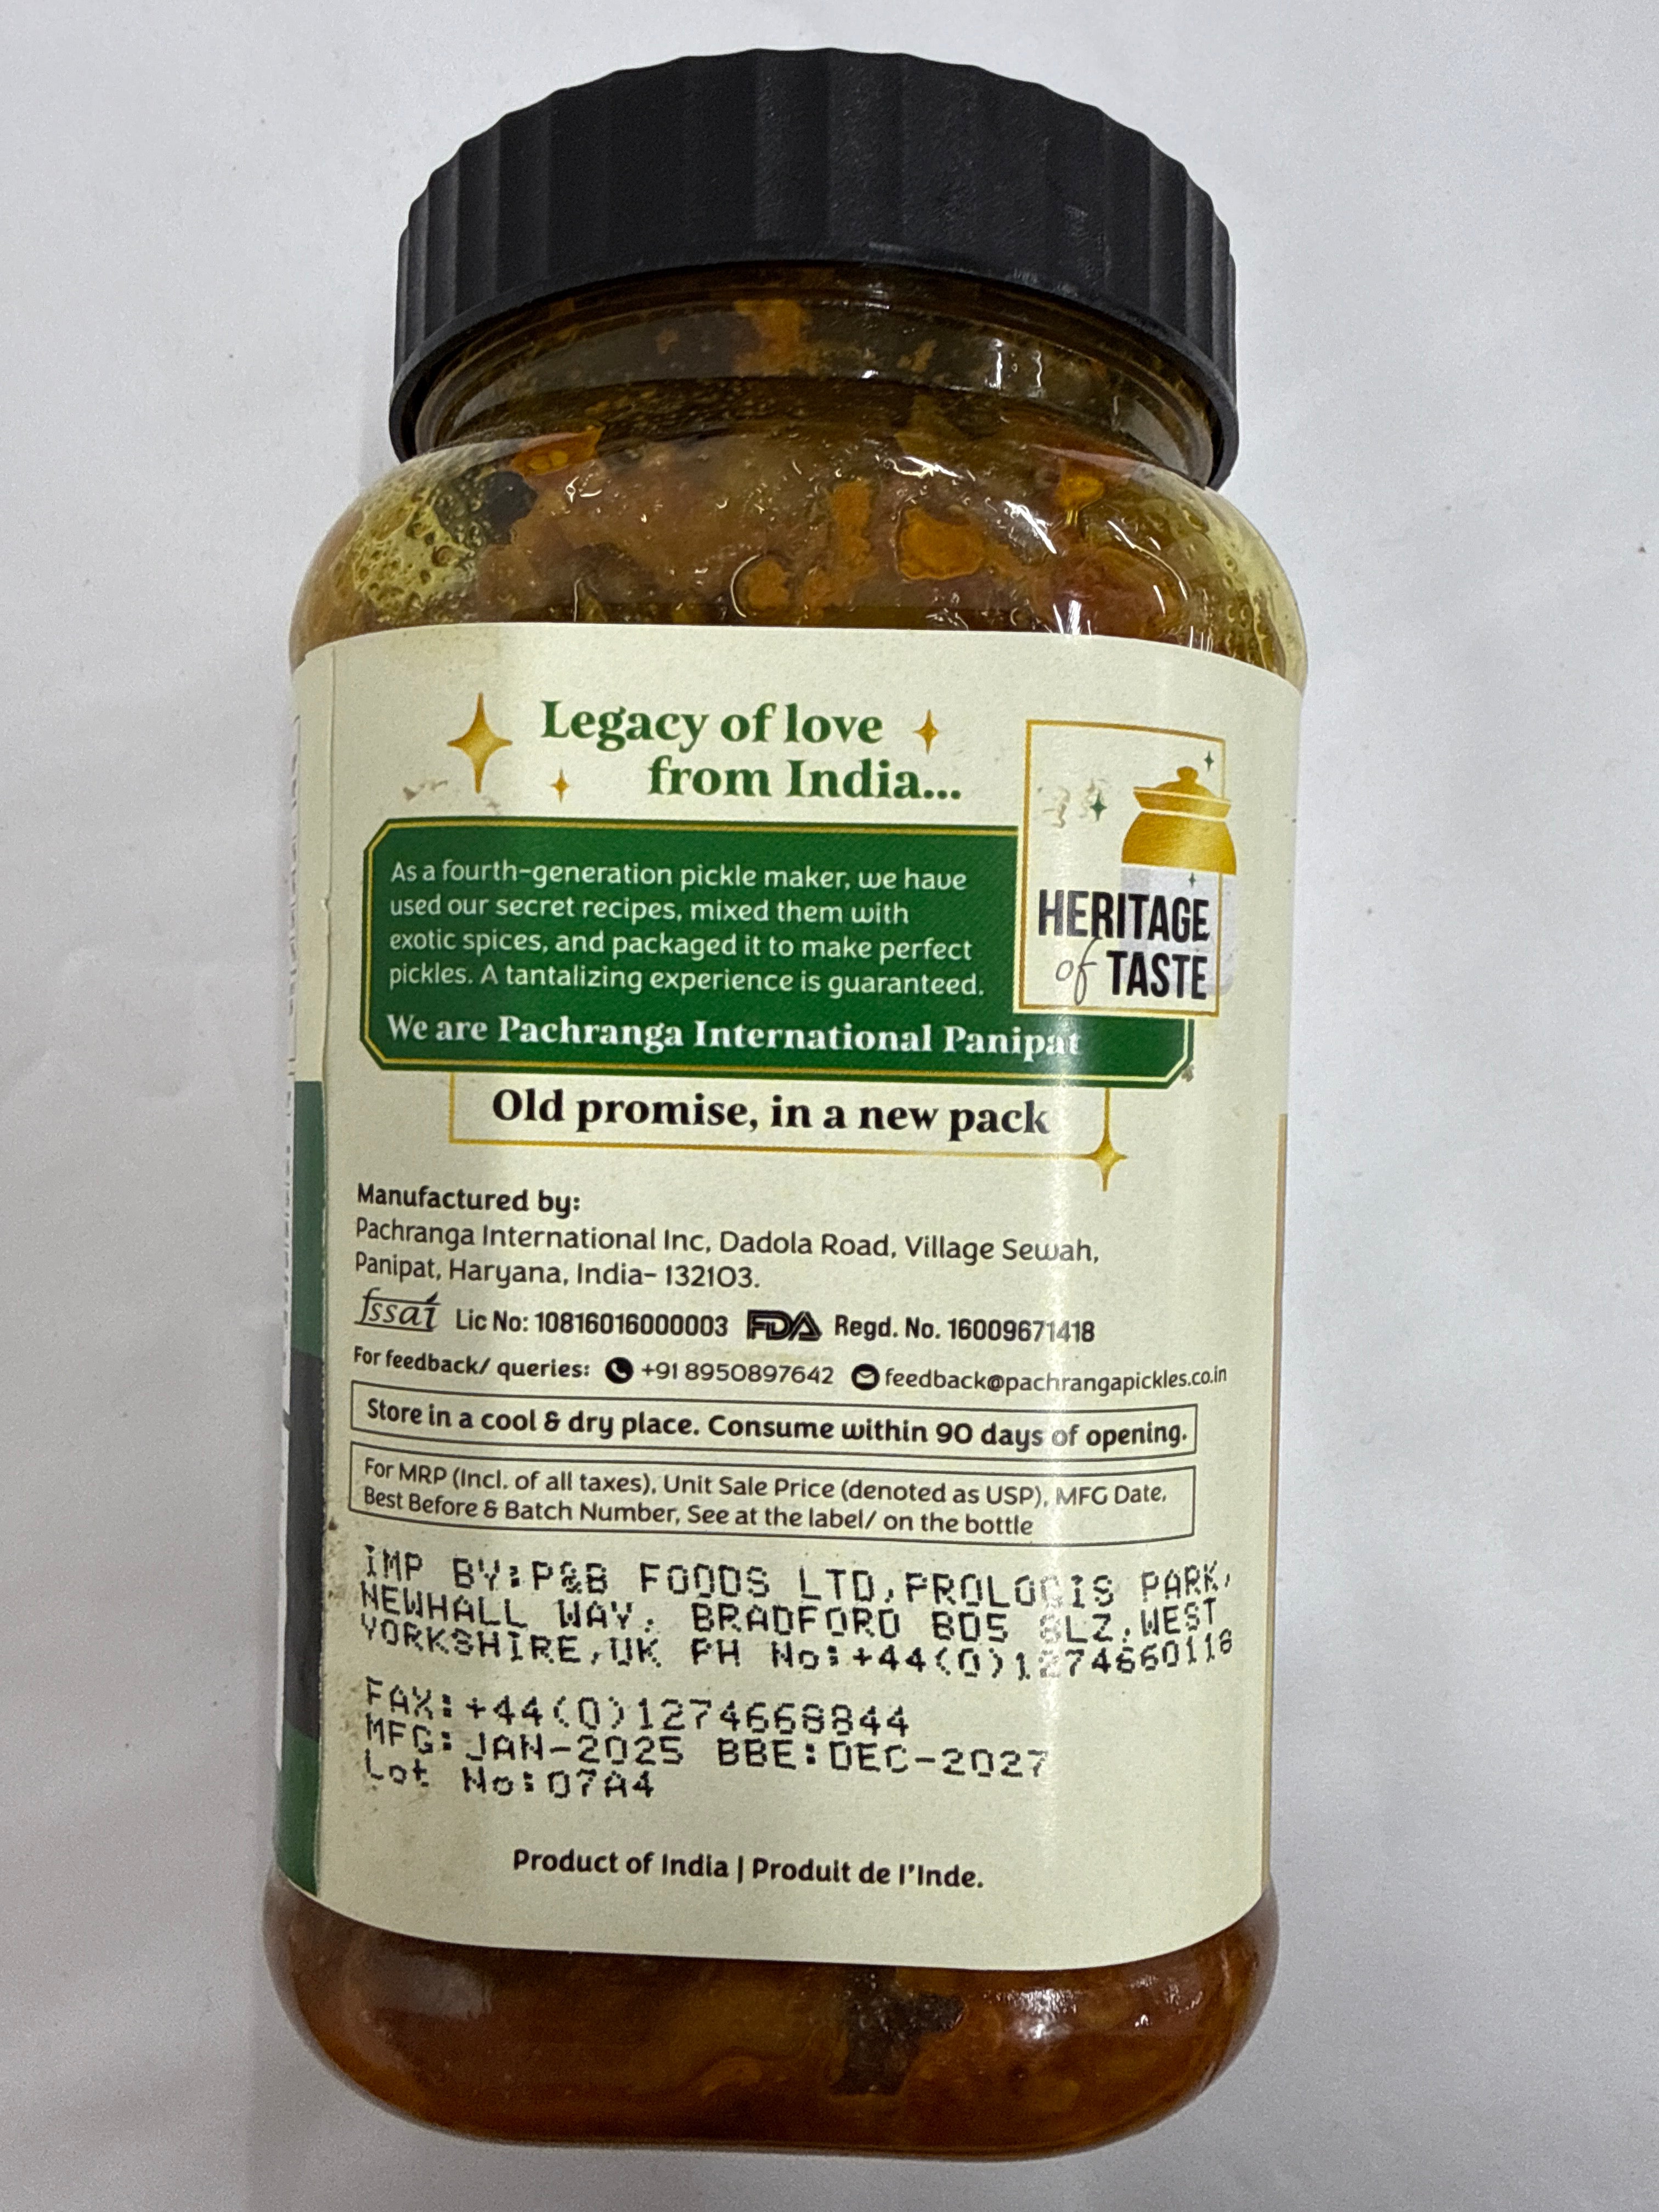 Legacy of love
from India...
As a fourth-generation pickle maker, we have
used our secret recipes, mixed them with
exotic spices, and packaged it to make perfect
pickles. A tantalizing experience is guaranteed.
We are Pachranga International Panipat
HERITAGE
of TASTE
Old promise, in a new pack
Manufactured by:
Pachranga International Inc, Dadola Road, Village Sewah,
Panipat, Haryana, India- 132103.
fssai Lic No: 10816016000003 FDA Regd. No. 16009671418
For feedback/ queries: +91 8950897642 feedback@pachrangapickles.co.in
Store in a cool & dry place. Consume within 90 days of opening.
For MRP (Incl. of all taxes), Unit Sale Price (denoted as USP), MFG Date,
Best Before & Batch Number, See at the label/ on the bottle
IMP BY:P&B FOODS LTD,PROLOGIS PARK,
NEWHALL WAY, BRADFORD BD5 8LZ,WEST
YORKSHIRE,UK PH No:+44(0)1274660118
FAX:+44(0)1274668844
MFG:JAN-2025 BBE:DEC-2027
Lot No:07A4
Product of India | Produit de l'Inde.